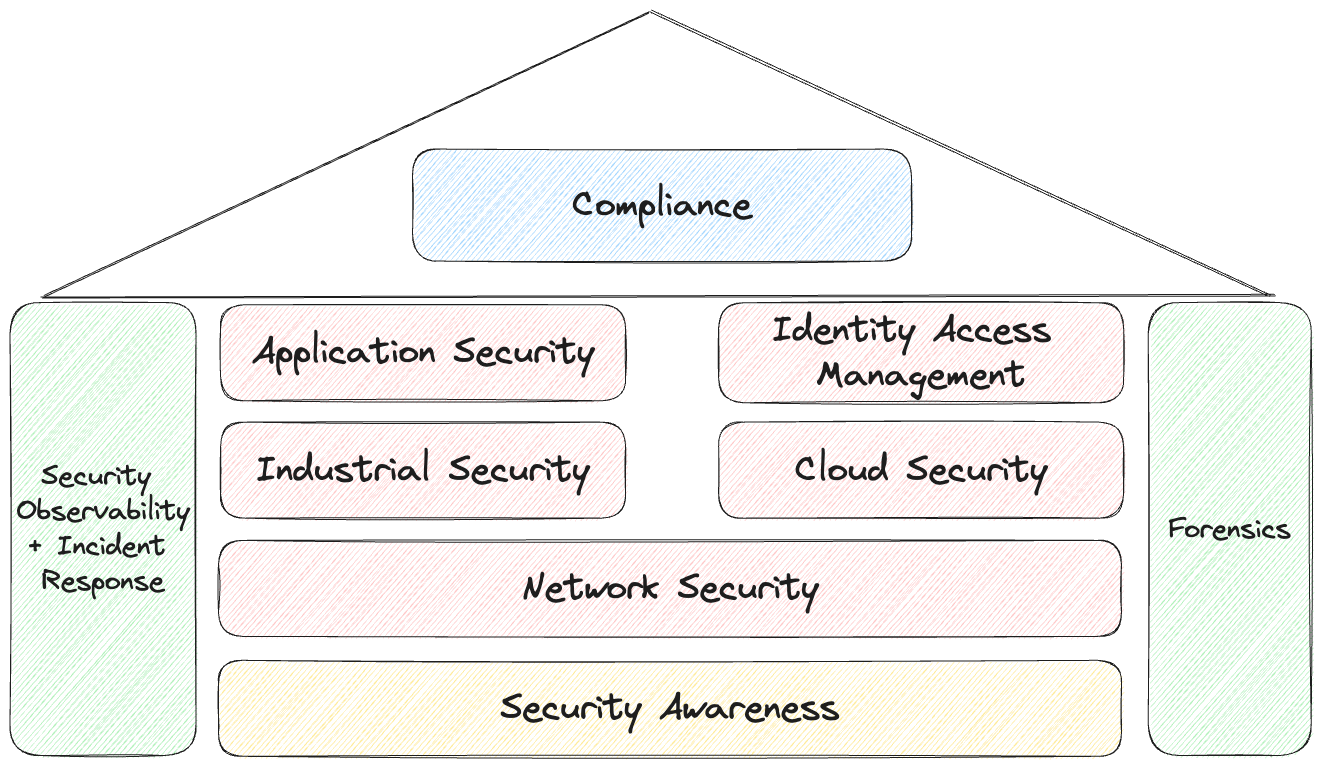 Compliance
Application Security
Identity Access
Management
Industrial Security
Cloud Security
Security
Observability
+ Incident
Response
Forensics
Network Security
Security Awareness